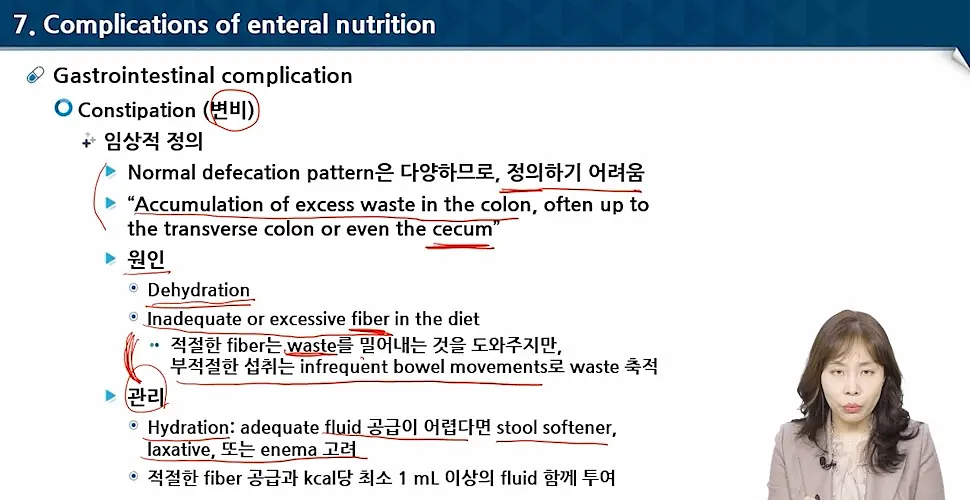 7. Complications of enteral nutrition
Gastrointestinal complication
Constipation (변비)
임상적 정의
Normal defecation pattern은 다양하므로, 정의하기 어려움
“Accumulation of excess waste in the colon, often up to
the transverse colon or even the cecum”
원인
Dehydration
Inadequate or excessive fiber in the diet
적절한 fiber는 waste를 밀어내는 것을 도와주지만,
부적절한 섭취는 infrequent bowel movements로 waste 축적
관리
Hydration: adequate fluid 공급이 어렵다면 stool softener,
laxative, 또는 enema 고려
적절한 fiber 공급과 kcal당 최소 1 mL 이상의 fluid 함께 투여